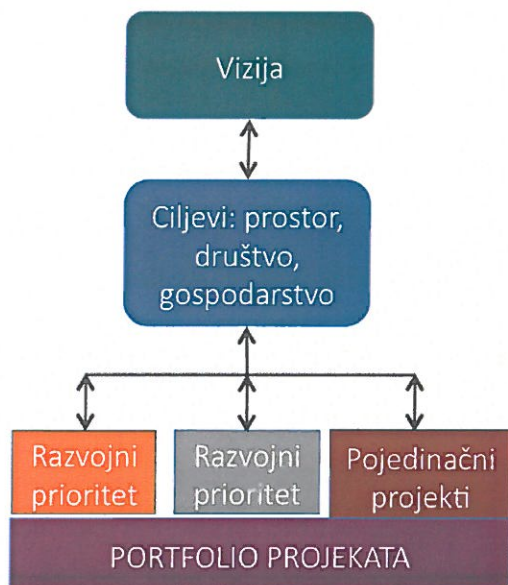 Vizija
Ciljevi: prostor,
društvo,
gospodarstvo
Razvojni
prioritet
Razvojni
prioritet
Pojedinačni
projekti
PORTFOLIO PROJEKATA